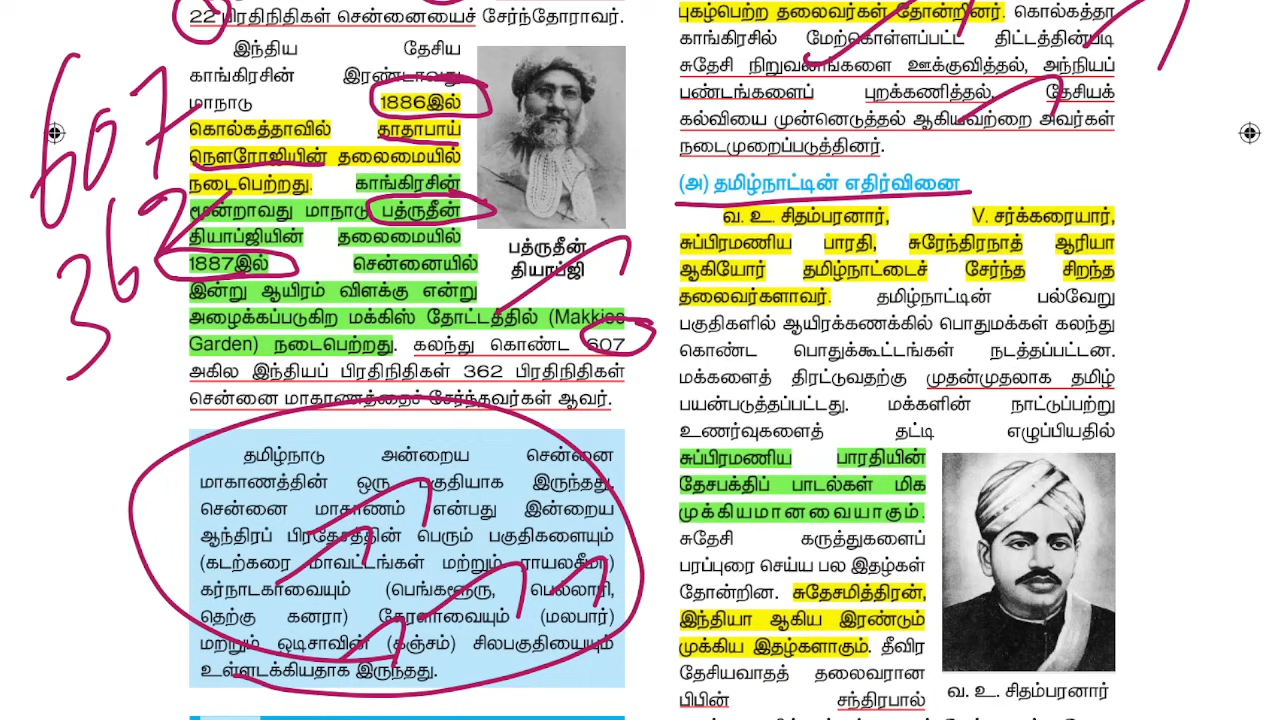 22 பிரதிநிதிகள் சென்னையைச் சேர்ந்தோராவர்.
இந்திய தேசிய
காங்கிரசின் இரண்டாவது
மாநாடு 1886இல்
கொல்கத்தாவில் தாதாபாய்
நௌரோஜியின் தலைமையில்
நடைபெற்றது. காங்கிரசின்
மூன்றாவது மாநாடு பத்ருதீன்
தியாப்ஜியின் தலைமையில்
1887இல் சென்னையில்
இன்று ஆயிரம் விளக்கு என்று
அழைக்கப்படுகிற மக்கிஸ் தோட்டத்தில் (Makkies
Garden) நடைபெற்றது. கலந்து கொண்ட 607
அகில இந்தியப் பிரதிநிதிகள் 362 பிரதிநிதிகள்
சென்னை மாகாணத்தைச் சேர்ந்தவர்கள் ஆவர்.
பத்ருதீன்
தியாப்ஜி
607
362
தமிழ்நாடு அன்றைய சென்னை
மாகாணத்தின் ஒரு பகுதியாக இருந்தது.
சென்னை மாகாணம் என்பது இன்றைய
ஆந்திரப் பிரதேசத்தின் பெரும் பகுதிகளையும்
(கடற்கரை மாவட்டங்கள் மற்றும் ராயலசீமா)
கர்நாடகாவையும் (பெங்களூரு, பெல்லாரி,
தெற்கு கனரா) கேரளாவையும் (மலபார்)
மற்றும் ஒடிசாவின் (கஞ்சம்) சிலபகுதியையும்
உள்ளடக்கியதாக இருந்தது.
புகழ்பெற்ற தலைவர்கள் தோன்றினர். கொல்கத்தா
காங்கிரசில் மேற்கொள்ளப்பட்ட திட்டத்தின்படி
சுதேசி நிறுவனங்களை ஊக்குவித்தல், அந்நியப்
பண்டங்களைப் புறக்கணித்தல், தேசியக்
கல்வியை முன்னெடுத்தல் ஆகியவற்றை அவர்கள்
நடைமுறைப்படுத்தினர்.
(அ) தமிழ்நாட்டின் எதிர்வினை
வ. உ. சிதம்பரனார், V. சர்க்கரையார்,
சுப்பிரமணிய பாரதி, சுரேந்திரநாத் ஆரியா
ஆகியோர் தமிழ்நாட்டைச் சேர்ந்த சிறந்த
தலைவர்களாவர். தமிழ்நாட்டின் பல்வேறு
பகுதிகளில் ஆயிரக்கணக்கில் பொதுமக்கள் கலந்து
கொண்ட பொதுக்கூட்டங்கள் நடத்தப்பட்டன.
மக்களைத் திரட்டுவதற்கு முதன்முதலாக தமிழ்
பயன்படுத்தப்பட்டது. மக்களின் நாட்டுப்பற்று
உணர்வுகளைத் தட்டி எழுப்பியதில்
சுப்பிரமணிய பாரதியின்
தேசபக்திப் பாடல்கள் மிக
முக்கியமானவையாகும்.
சுதேசி கருத்துகளைப்
பரப்புரை செய்ய பல இதழ்கள்
தோன்றின. சுதேசமித்திரன்,
இந்தியா ஆகிய இரண்டும்
முக்கிய இதழ்களாகும். தீவிர
தேசியவாதத் தலைவரான
பிபின் சந்திரபால்
வ. உ. சிதம்பரனார்